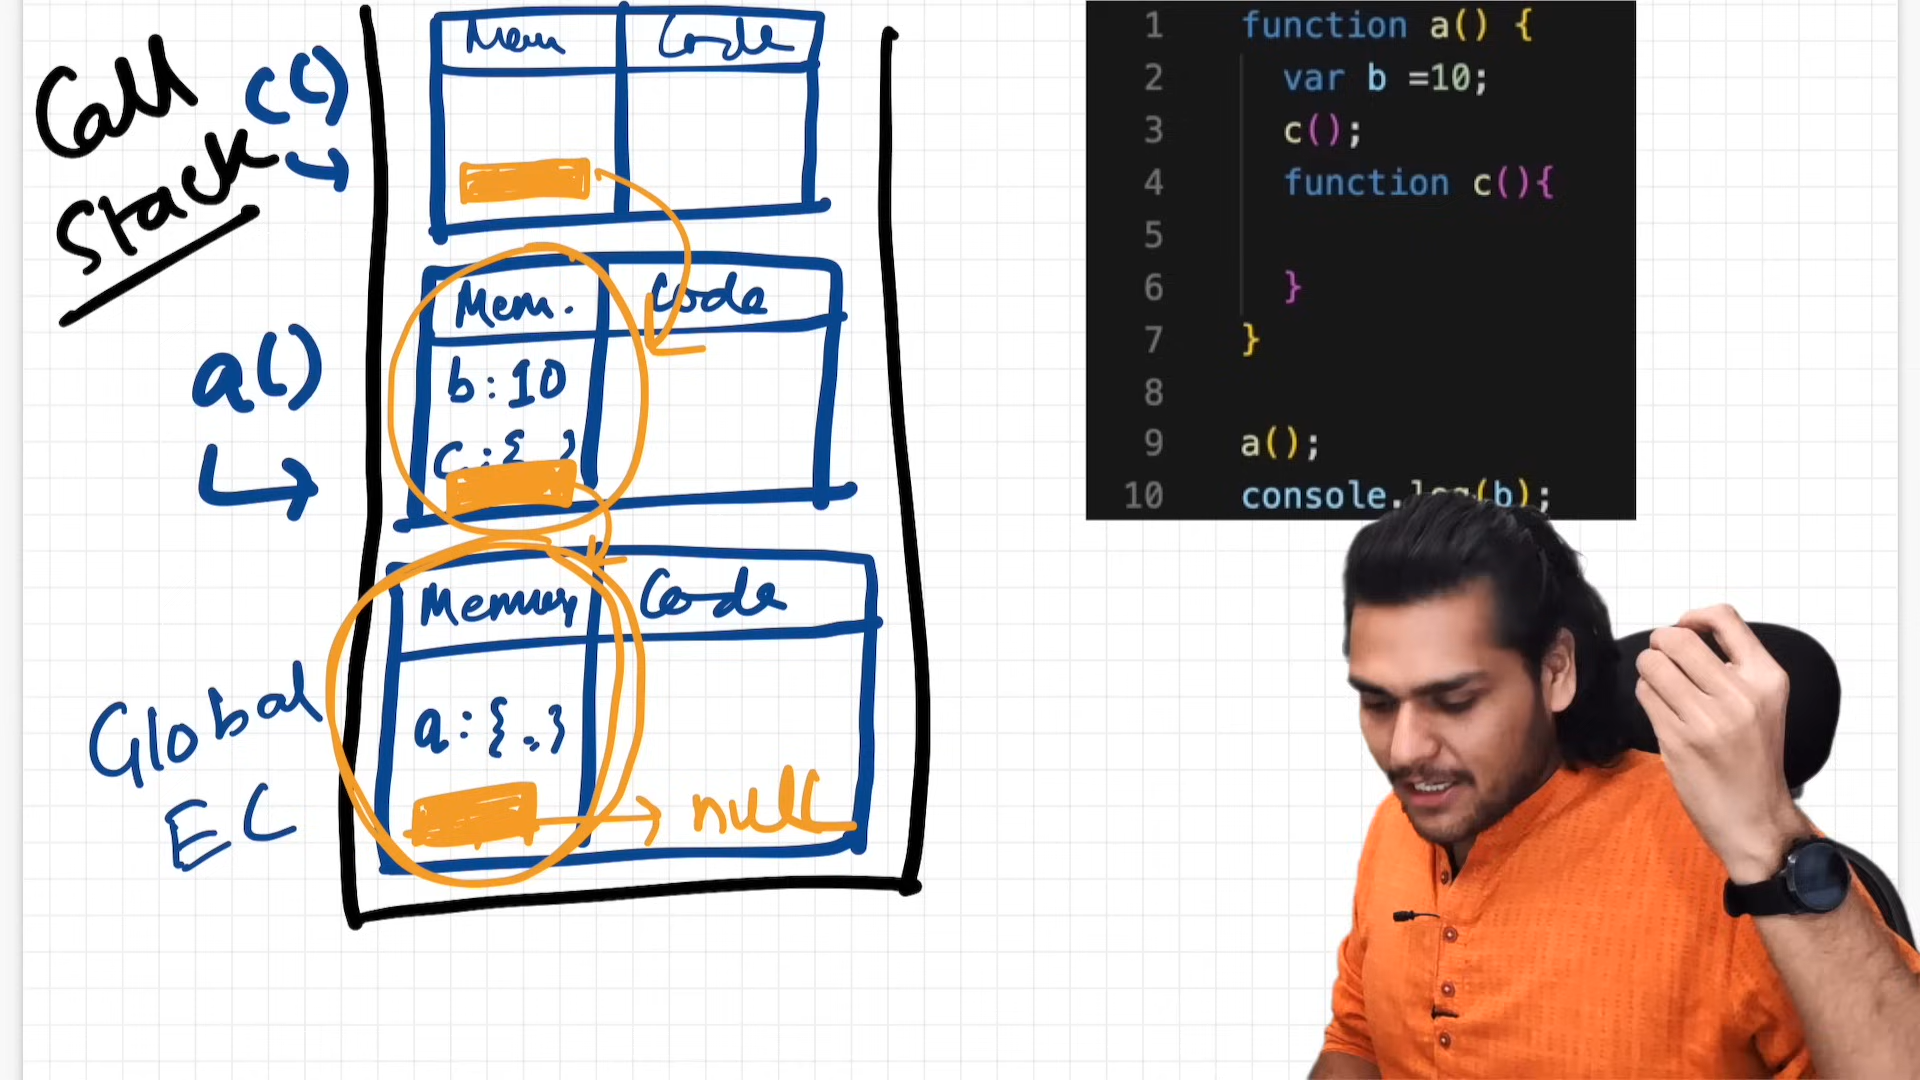 Call
Stack
c()
Mem Code
a()
Mem. Code
b:10
c:{ }
Global
EC
Memory Code
a:{..}
null
1 function a() {
2 var b =10;
3 c();
4 function c(){
5
6 }
7 }
8
9 a();
10 console.log(b);